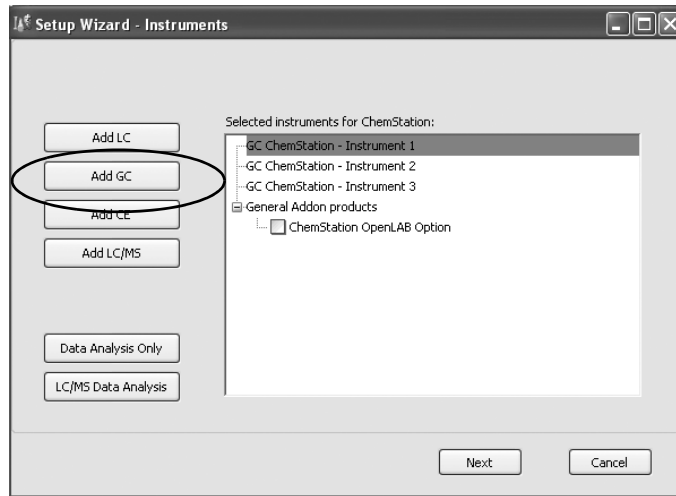 Setup Wizard - Instruments
Selected instruments for ChemStation:
Add LC
Add GC
Add CE
Add LC/MS
Data Analysis Only
LC/MS Data Analysis
GC ChemStation - Instrument 1
GC ChemStation - Instrument 2
GC ChemStation - Instrument 3
General Addon products
ChemStation OpenLAB Option
Next
Cancel